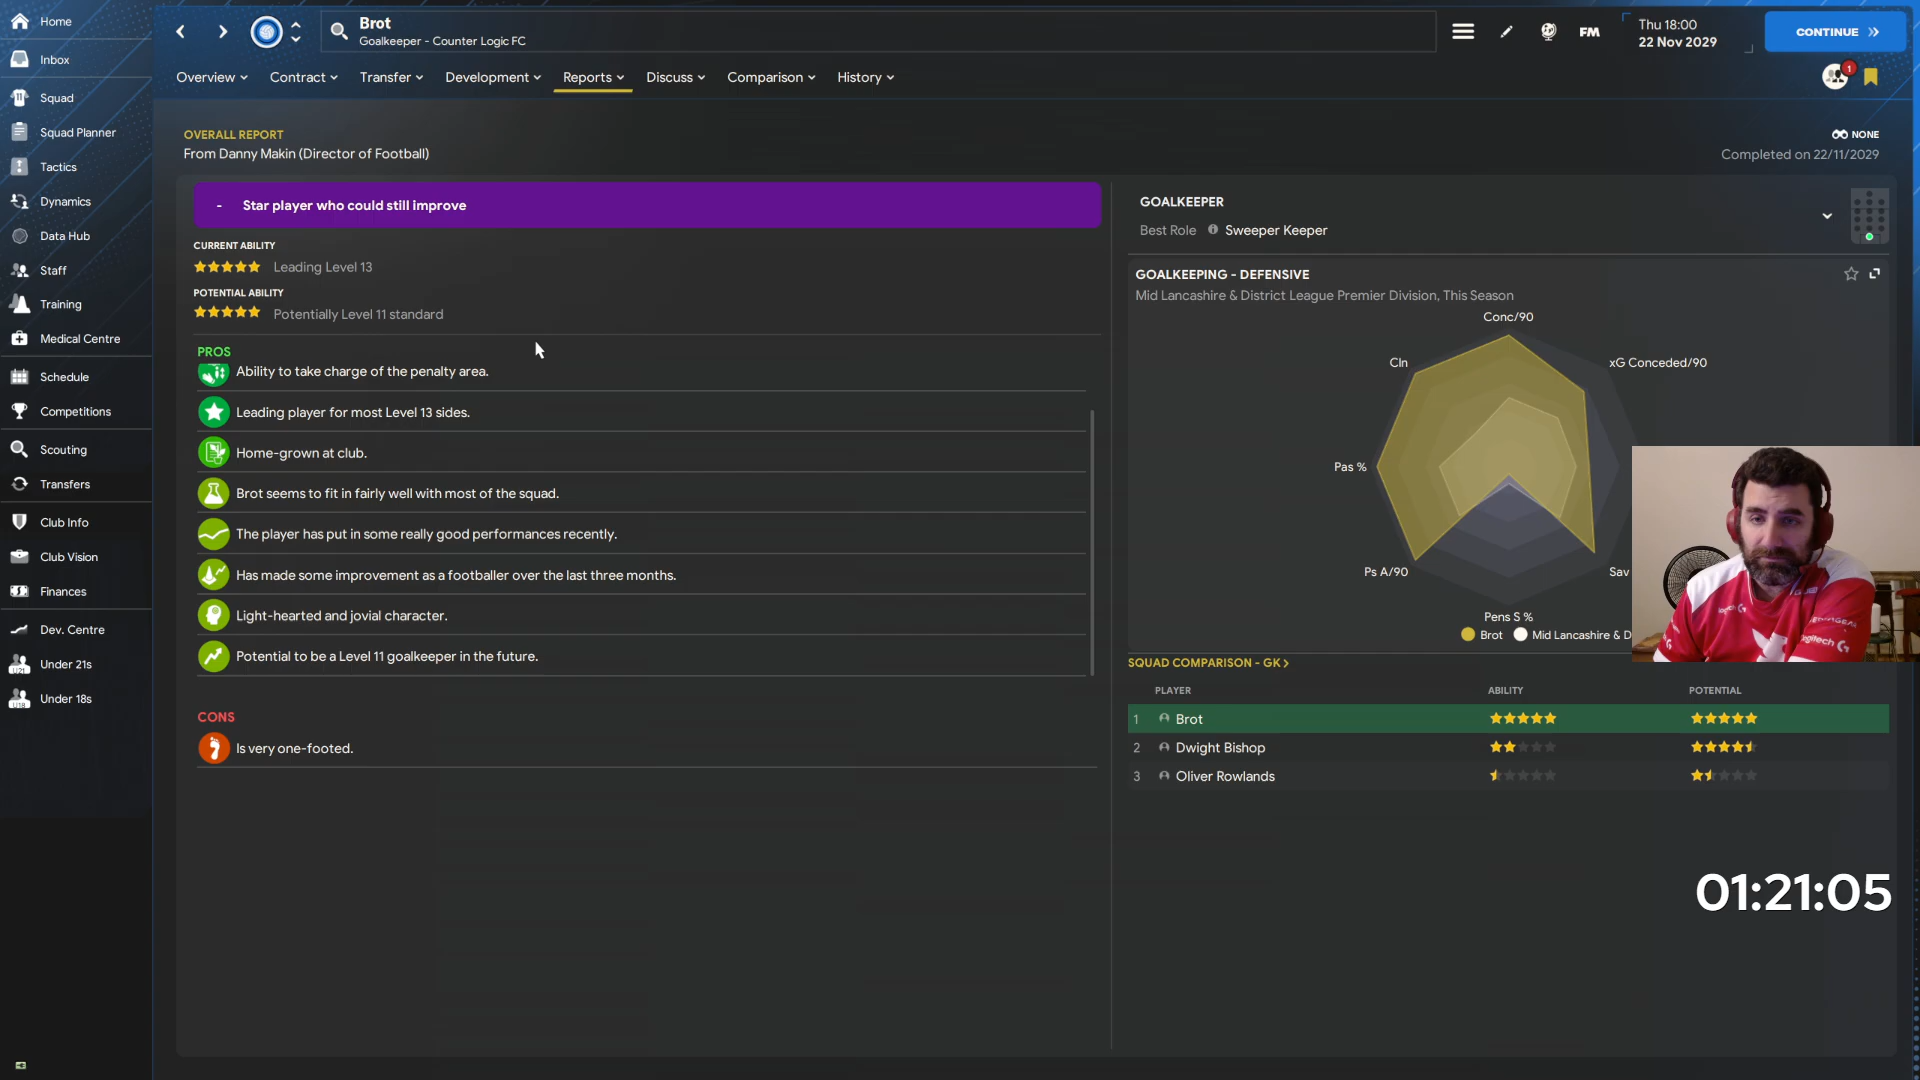 Home
Inbox
Squad
Squad Planner
Tactics
Dynamics
Data Hub
Staff
Training
Medical Centre
Schedule
Competitions
Scouting
Transfers
Club Info
Club Vision
Finances
Dev. Centre
Under 21s
Under 18s
Brot
Goalkeeper - Counter Logic FC
FM
Thu 18:00
22 Nov 2029
CONTINUE
Overview
Contract
Transfer
Development
Reports
Discuss
Comparison
History
1
OVERALL REPORT
From Danny Makin (Director of Football)
NONE
Completed on 22/11/2029
- Star player who could still improve
CURRENT ABILITY
Leading Level 13
POTENTIAL ABILITY
Potentially Level 11 standard
PROS
Ability to take charge of the penalty area.
Leading player for most Level 13 sides.
Home-grown at club.
Brot seems to fit in fairly well with most of the squad.
The player has put in some really good performances recently.
Has made some improvement as a footballer over the last three months.
Light-hearted and jovial character.
Potential to be a Level 11 goalkeeper in the future.
CONS
Is very one-footed.
GOALKEEPER
Best Role Sweeper Keeper
GOALKEEPING - DEFENSIVE
Mid Lancashire & District League Premier Division, This Season
Conc/90
Cln
xG Conceded/90
Pas %
Ps A/90
Sav
Pens S %
Brot
Mid Lancashire & D
SQUAD COMPARISON - GK
PLAYER ABILITY POTENTIAL
1 Brot
2 Dwight Bishop
3 Oliver Rowlands
logitech G
logitech G
01:21:05